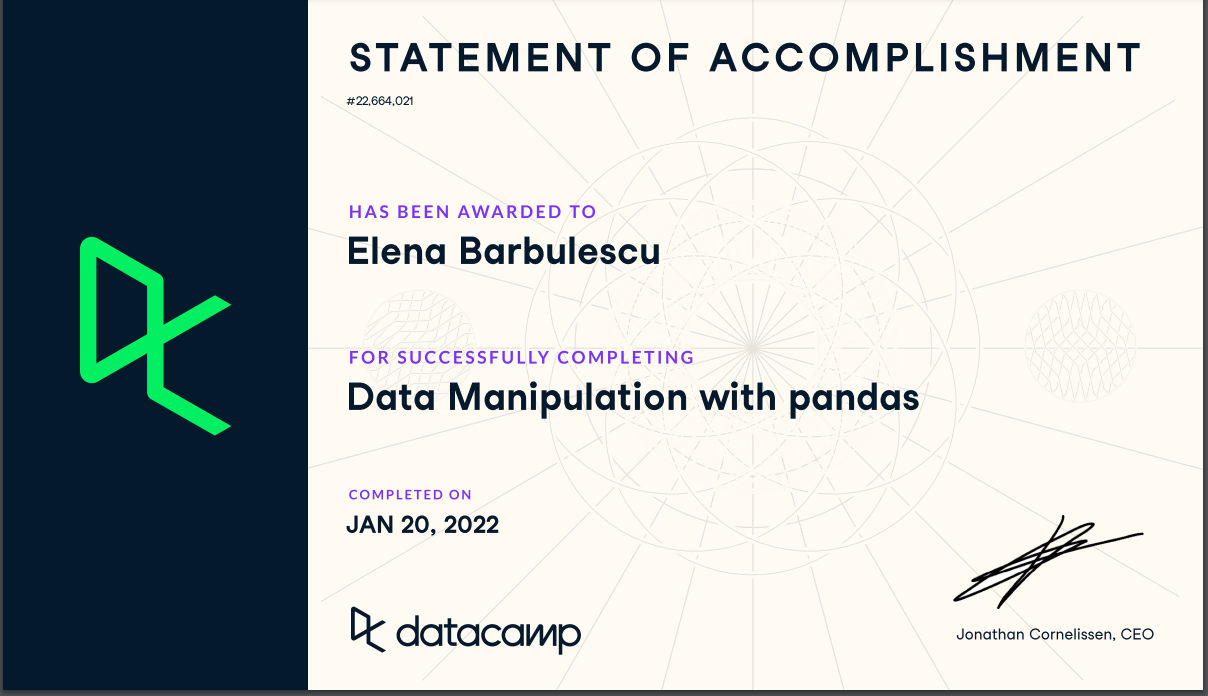 STATEMENT OF ACCOMPLISHMENT
#22,664,021
HAS BEEN AWARDED TO
Elena Barbulescu
FOR SUCCESSFULLY COMPLETING
Data Manipulation with pandas
COMPLETED ON
JAN 20, 2022
datacamp
Jonathan Cornelissen, CEO